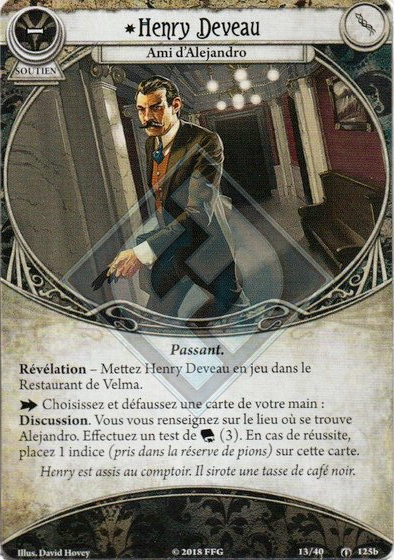 *Henry Deveau
Ami d'Alejandro
SOUTIEN
Passant.
Révélation – Mettez Henry Deveau en jeu dans le
Restaurant de Velma.
Choisissez et défaussez une carte de votre main :
Discussion. Vous vous renseignez sur le lieu où se trouve
Alejandro. Effectuez un test de (3). En cas de réussite,
placez 1 indice (pris dans la réserve de pions) sur cette carte.
Henry est assis au comptoir. Il sirote une tasse de café noir.
Illus. David Hovey
© 2018 FFG
13/40
125b